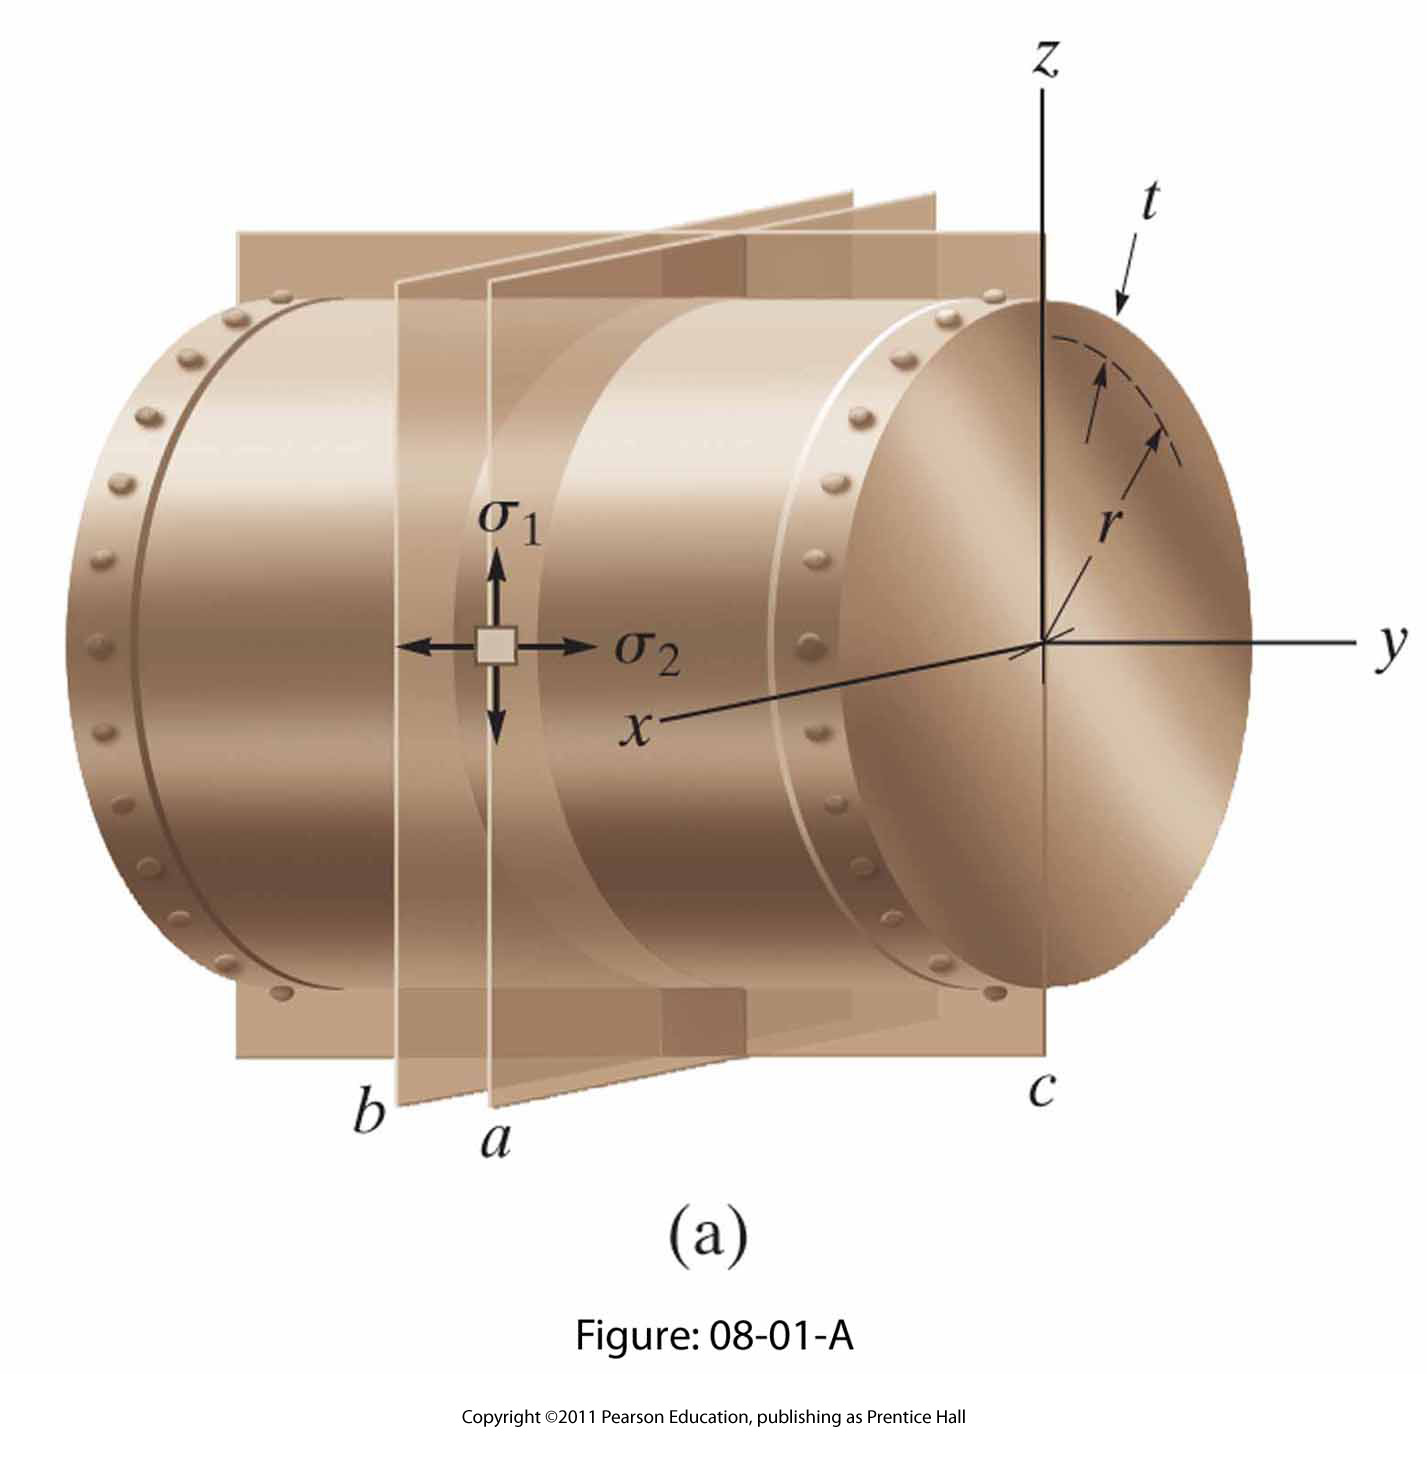 z
t
σ1
r
σ2
y
x
b
a
c
(a)
Figure: 08-01-A
Copyright ©2011 Pearson Education, publishing as Prentice Hall